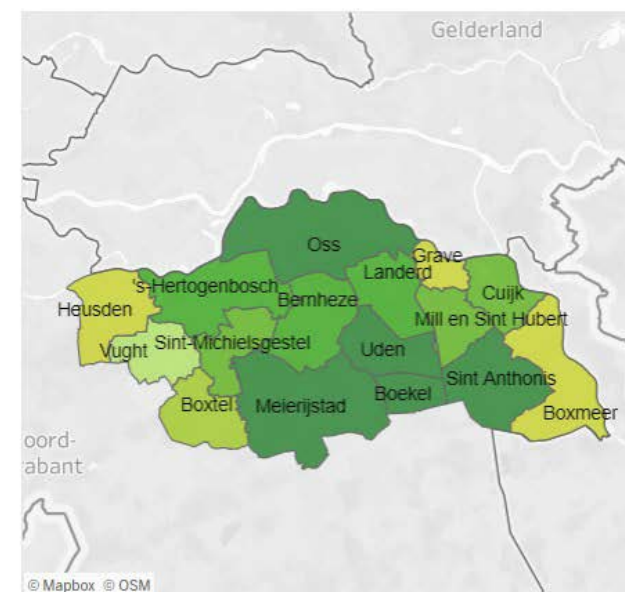 Gelderland
Oss
Grave
Landerd
's-Hertogenbosch
Cuijk
Bernheze
Heusden
Mill en Sint Hubert
Vught
Sint-Michielsgestel
Uden
Sint Anthonis
Boekel
Boxtel
Meierijstad
Boxmeer
oord-
rabant
© Mapbox © OSM